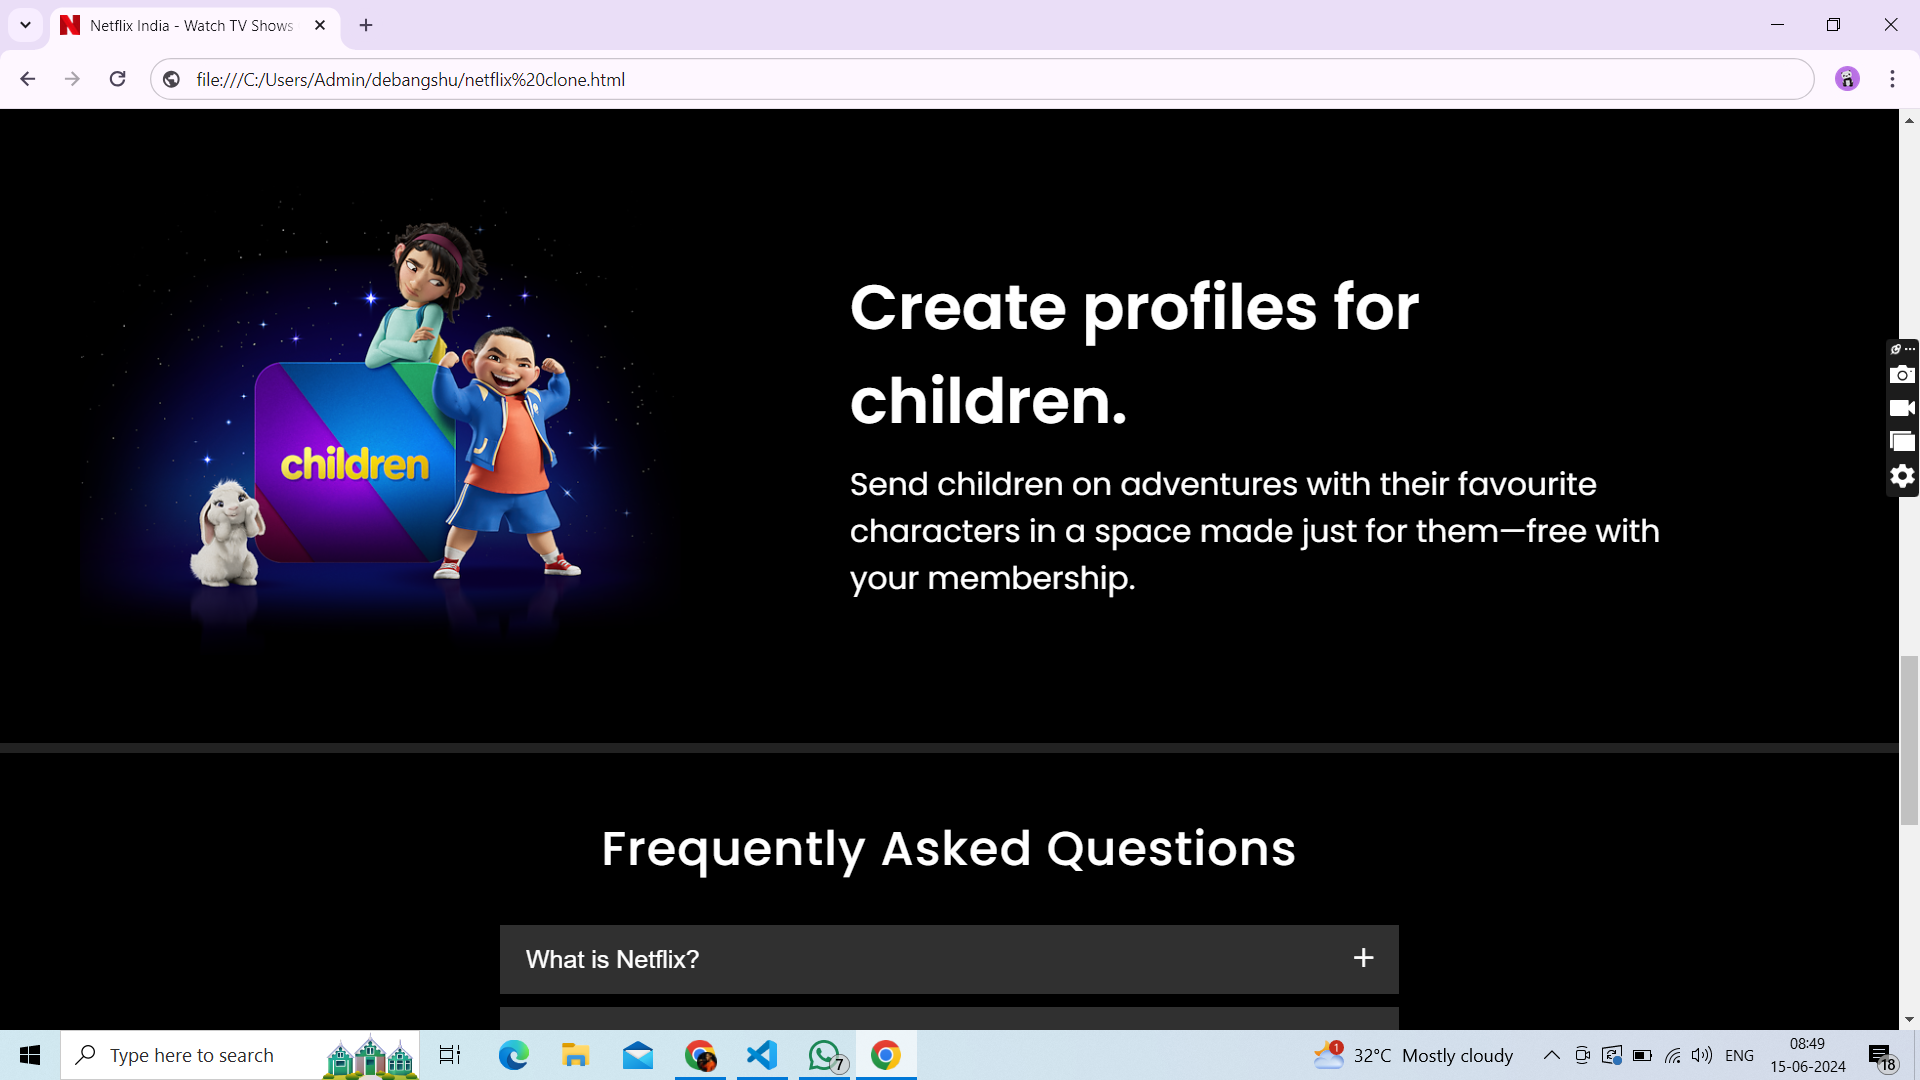 Netflix India - Watch TV Shows
file:///C:/Users/Admin/debangshu/netflix%20clone.html
children
Create profiles for
children.
Send children on adventures with their favourite
characters in a space made just for them—free with
your membership.
Frequently Asked Questions
What is Netflix?
+
Type here to search
7
1
32°C Mostly cloudy
ENG
08:49
15-06-2024
18